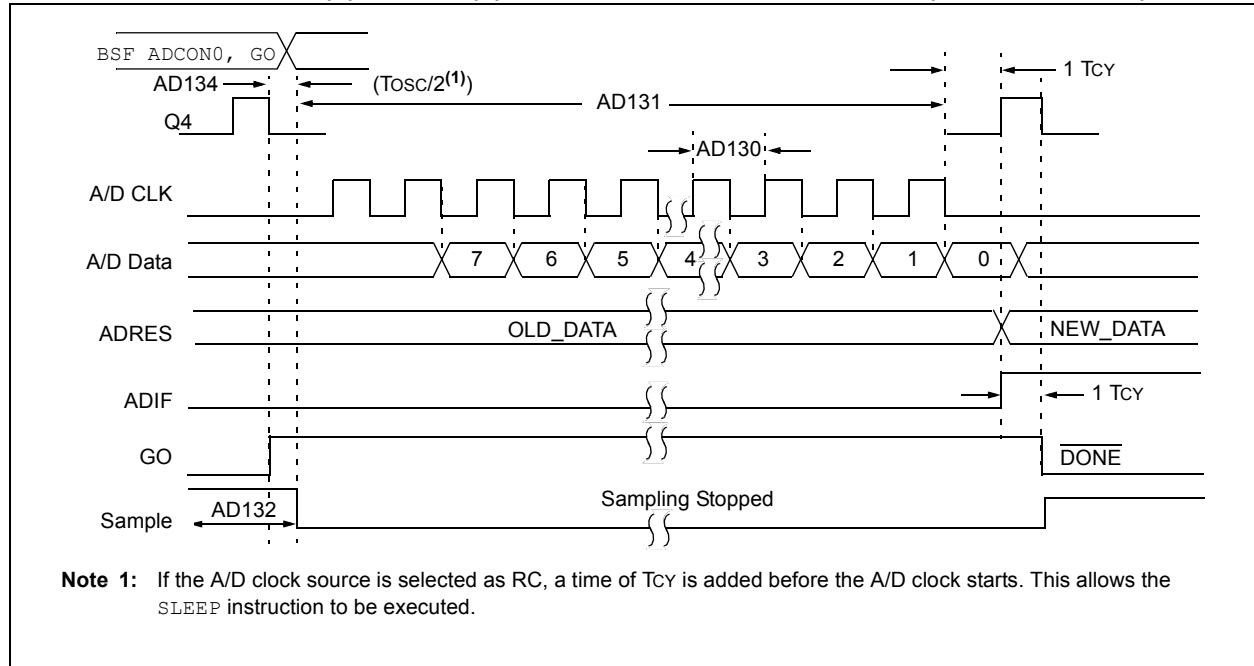 BSF ADCON0, GO
AD134 (TOSC/2(1)) 1 TCY
AD131
Q4
AD130
A/D CLK
A/D Data 7 6 5 4 3 2 1 0
ADRES OLD_DATA NEW_DATA
ADIF 1 TCY
GO DONE
Sampling Stopped
Sample AD132
Note 1: If the A/D clock source is selected as RC, a time of TCY is added before the A/D clock starts. This allows the
SLEEP instruction to be executed.